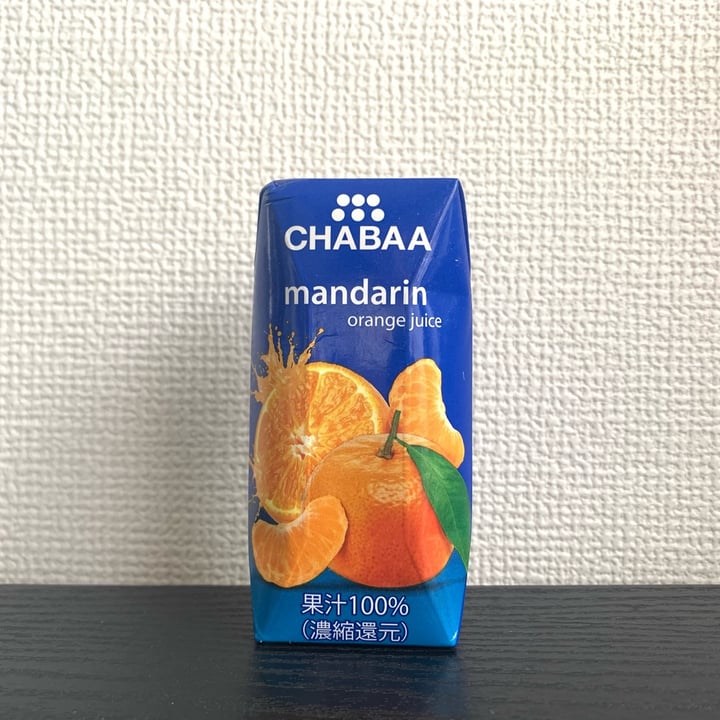 CHABAA
mandarin
orange juice
果汁100%
(濃縮還元)